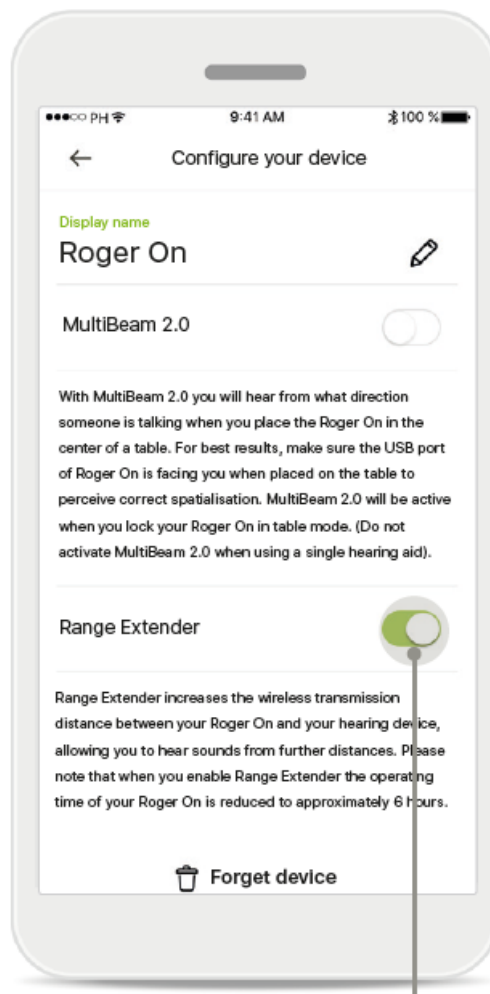 PH 9:41 AM 100 %
Configure your device
Display name
Roger On
MultiBeam 2.0
With MultiBeam 2.0 you will hear from what direction
someone is talking when you place the Roger On in the
center of a table. For best results, make sure the USB port
of Roger On is facing you when placed on the table to
perceive correct spatialisation. MultiBeam 2.0 will be active
when you lock your Roger On in table mode. (Do not
activate MultiBeam 2.0 when using a single hearing aid).
Range Extender
Range Extender increases the wireless transmission
distance between your Roger On and your hearing device,
allowing you to hear sounds from further distances. Please
note that when you enable Range Extender the operating
time of your Roger On is reduced to approximately 6 hours.
Forget device